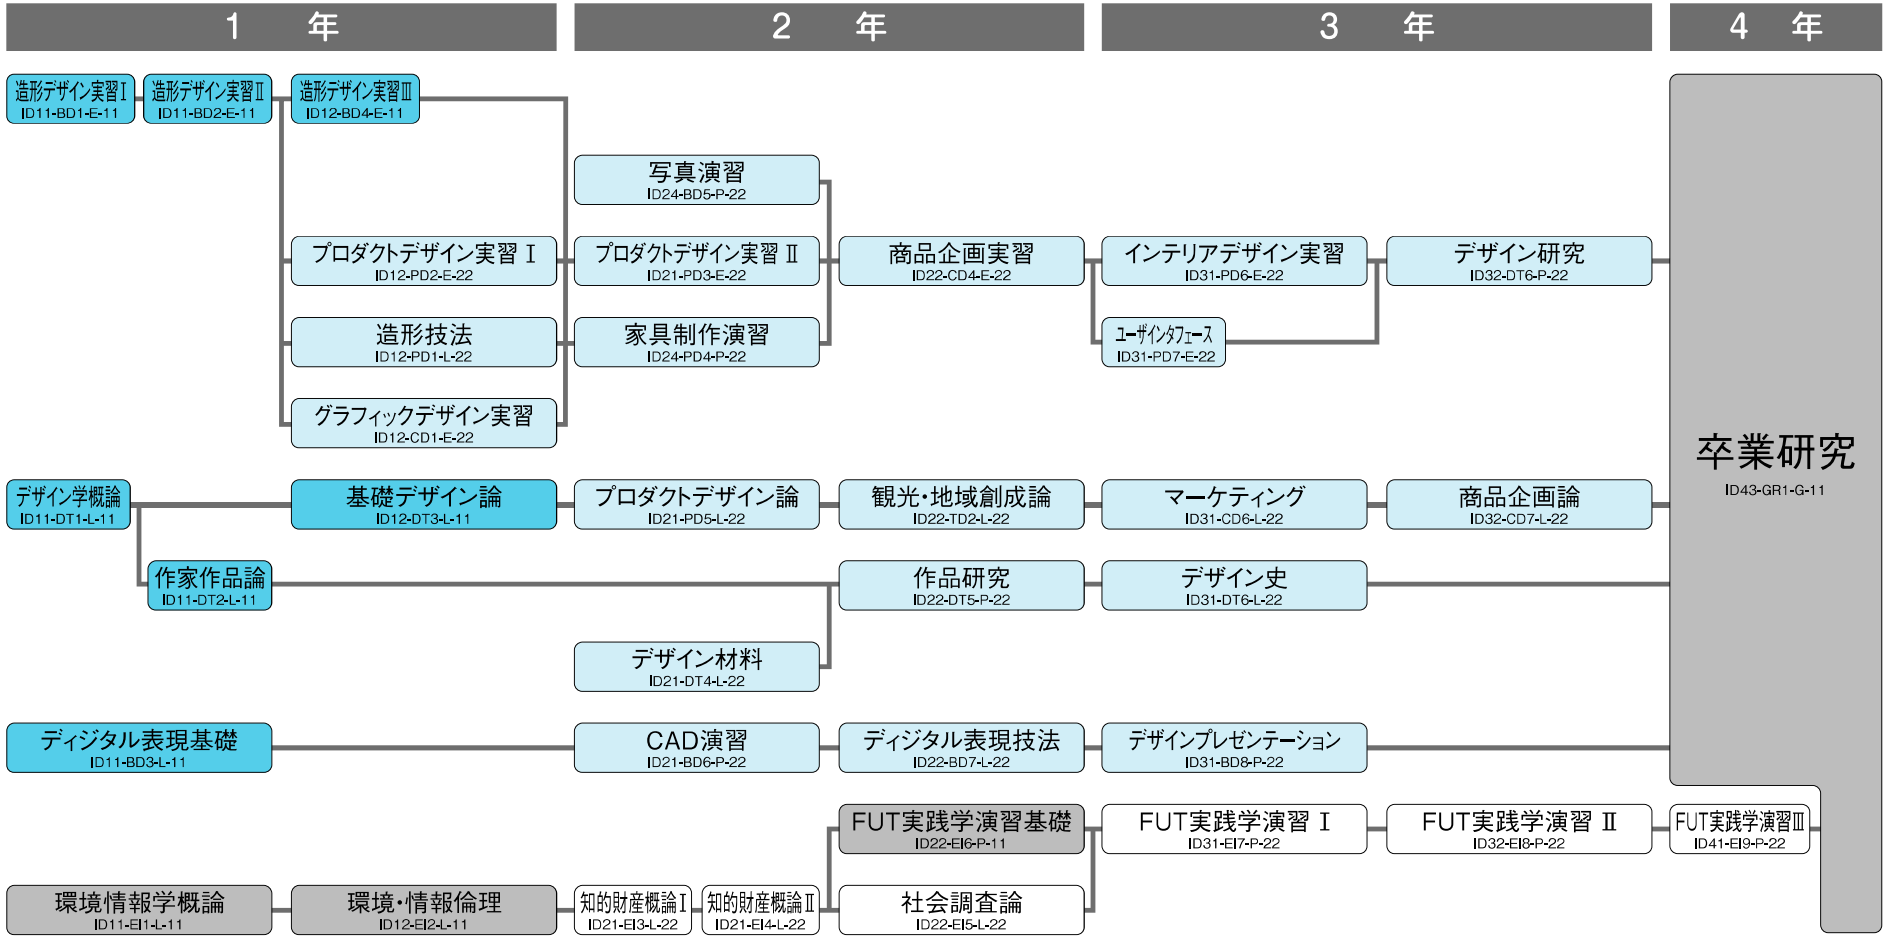 1 年
2 年
3 年
4 年
造形デザイン実習Ⅰ
ID11-BD1-E-11
造形デザイン実習Ⅱ
ID11-BD2-E-11
造形デザイン実習Ⅲ
ID12-BD4-E-11
写真演習
ID24-BD5-P-22
プロダクトデザイン実習 Ⅰ
ID12-PD2-E-22
プロダクトデザイン実習 Ⅱ
ID21-PD3-E-22
商品企画実習
ID22-CD4-E-22
インテリアデザイン実習
ID31-PD6-E-22
デザイン研究
ID32-DT6-P-22
造形技法
ID12-PD1-L-22
家具制作演習
ID24-PD4-P-22
ユーザインタフェース
ID31-PD7-E-22
グラフィックデザイン実習
ID12-CD1-E-22
卒業研究
ID43-GR1-G-11
デザイン学概論
ID11-DT1-L-11
基礎デザイン論
ID12-DT3-L-11
プロダクトデザイン論
ID21-PD5-L-22
観光・地域創成論
ID22-TD2-L-22
マーケティング
ID31-CD6-L-22
商品企画論
ID32-CD7-L-22
作家作品論
ID11-DT2-L-11
作品研究
ID22-DT5-P-22
デザイン史
ID31-DT6-L-22
デザイン材料
ID21-DT4-L-22
ディジタル表現基礎
ID11-BD3-L-11
CAD演習
ID21-BD6-P-22
ディジタル表現技法
ID22-BD7-L-22
デザインプレゼンテーション
ID31-BD8-P-22
FUT実践学演習基礎
ID22-EI6-P-11
FUT実践学演習 Ⅰ
ID31-EI7-P-22
FUT実践学演習 Ⅱ
ID32-EI8-P-22
FUT実践学演習Ⅲ
ID41-EI9-P-22
環境情報学概論
ID11-EI1-L-11
環境・情報倫理
ID12-EI2-L-11
知的財産概論Ⅰ
ID21-EI3-L-22
知的財産概論Ⅱ
ID21-EI4-L-22
社会調査論
ID22-EI5-L-22